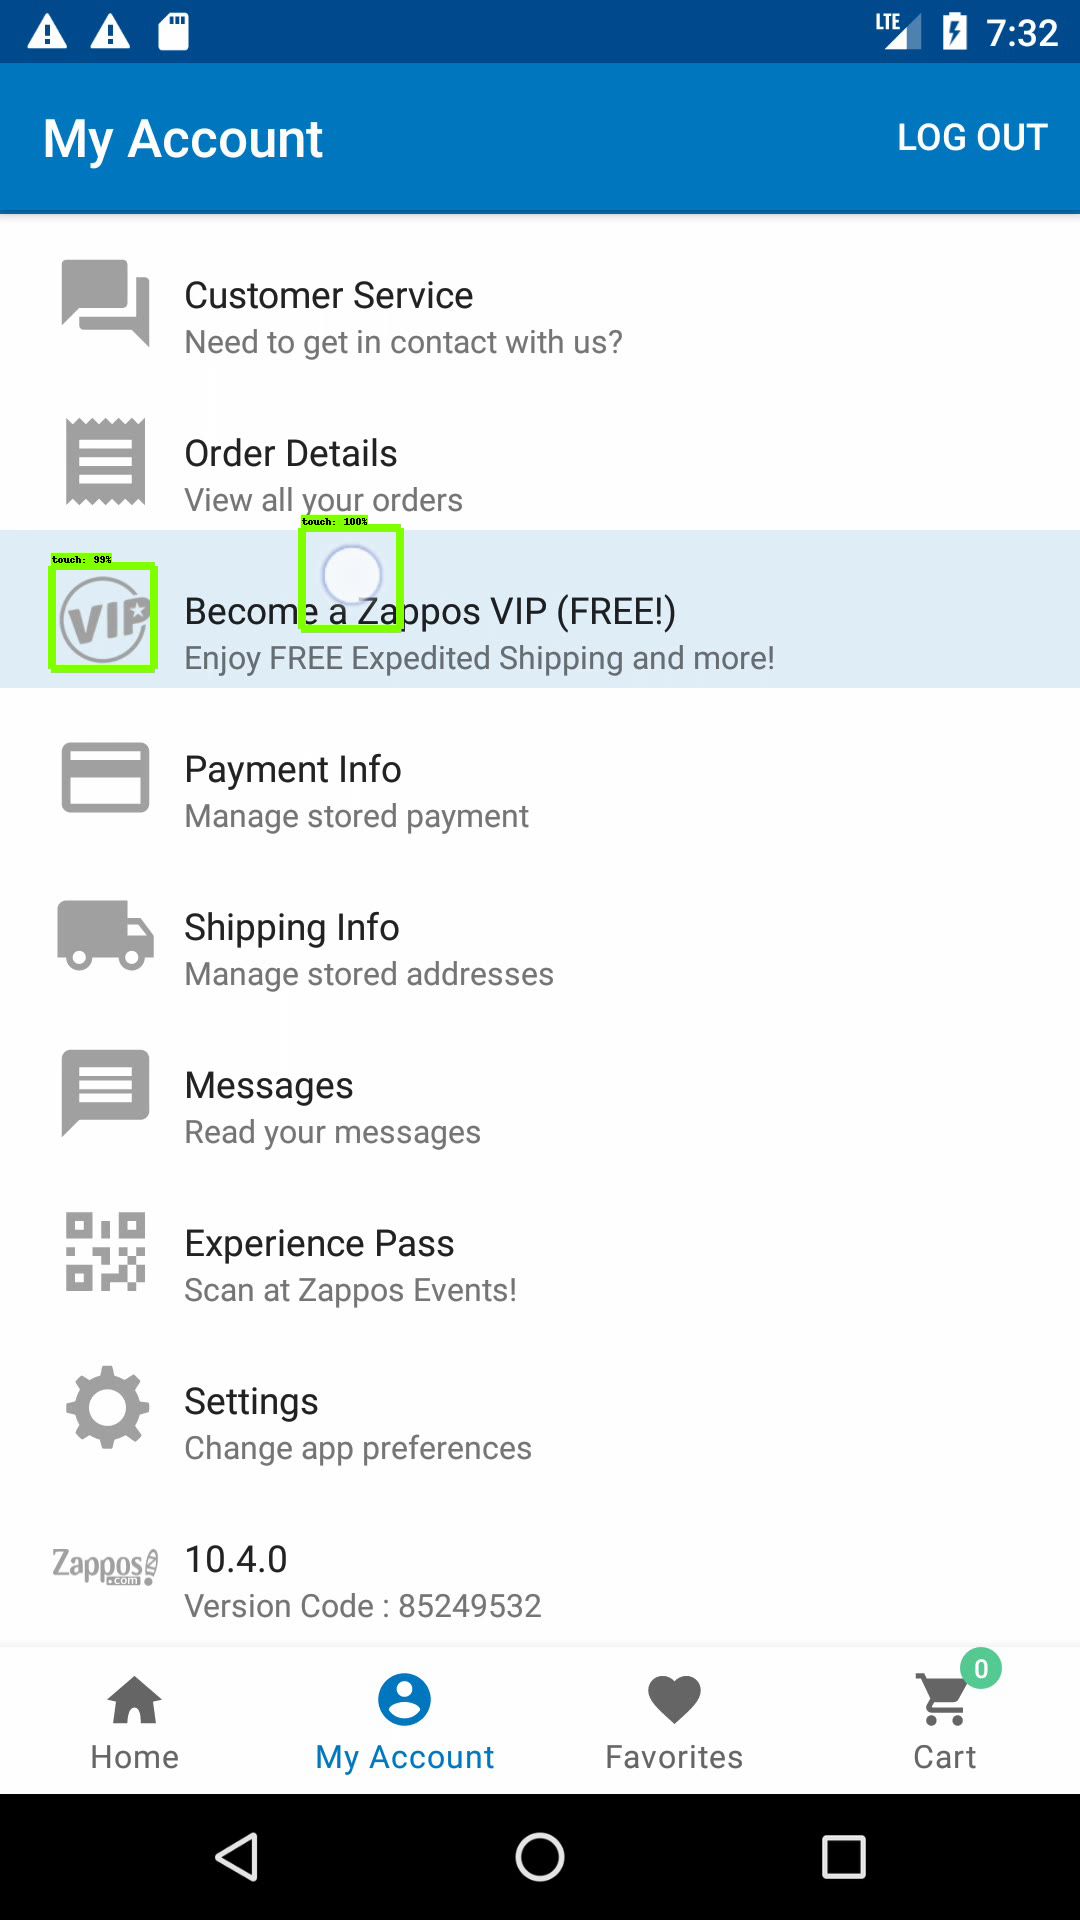 LTE 7:32
My Account LOG OUT
Customer Service
Need to get in contact with us?
Order Details
View all your orders
touch: 100%
touch: 99%
VIP
Become a Zappos VIP (FREE!)
Enjoy FREE Expedited Shipping and more!
Payment Info
Manage stored payment
Shipping Info
Manage stored addresses
Messages
Read your messages
Experience Pass
Scan at Zappos Events!
Settings
Change app preferences
Zappos!
.com
10.4.0
Version Code : 85249532
0
Home My Account Favorites Cart